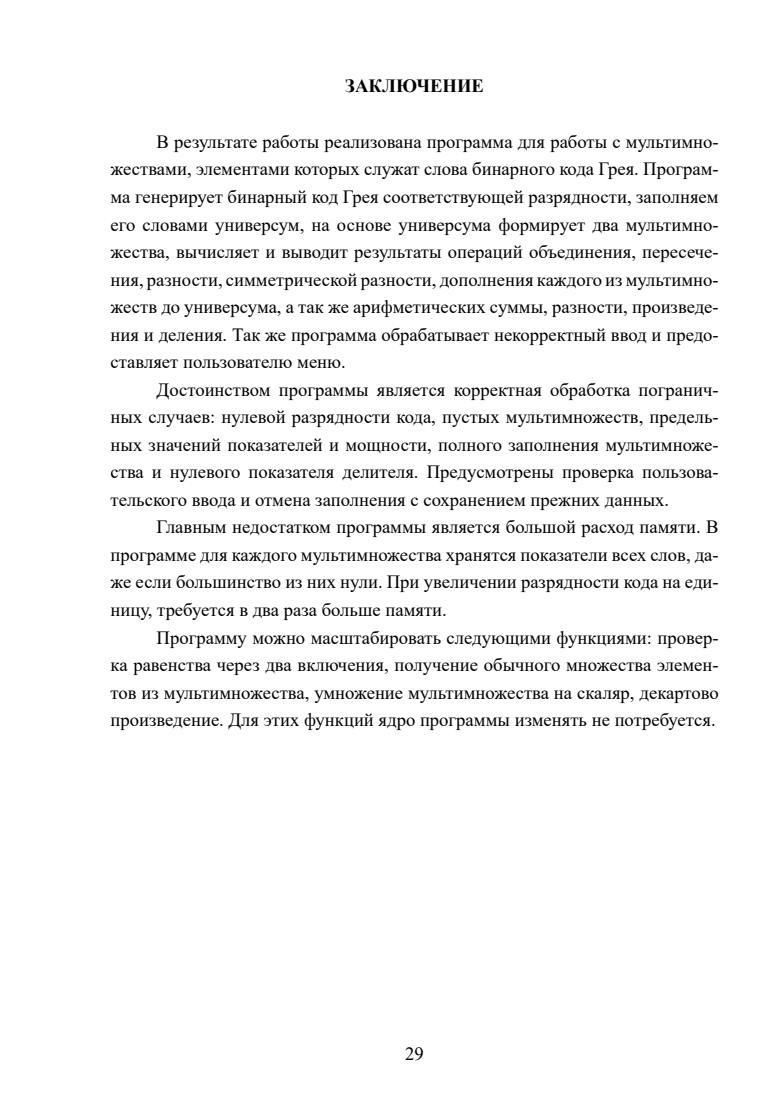 ЗАКЛЮЧЕНИЕ
В результате работы реализована программа для работы с мультимно-
жествами, элементами которых служат слова бинарного кода Грея. Програм-
ма генерирует бинарный код Грея соответствующей разрядности, заполняем
его словами универсум, на основе универсума формирует два мультимно-
жества, вычисляет и выводит результаты операций объединения, пересече-
ния, разности, симметрической разности, дополнения каждого из мультимно-
жеств до универсума, а так же арифметических суммы, разности, произведе-
ния и деления. Так же программа обрабатывает некорректный ввод и предо-
ставляет пользователю меню.
Достоинством программы является корректная обработка погранич-
ных случаев: нулевой разрядности кода, пустых мультимножеств, предель-
ных значений показателей и мощности, полного заполнения мультимноже-
ства и нулевого показателя делителя. Предусмотрены проверка пользова-
тельского ввода и отмена заполнения с сохранением прежних данных.
Главным недостатком программы является большой расход памяти. В
программе для каждого мультимножества хранятся показатели всех слов, да-
же если большинство из них нули. При увеличении разрядности кода на еди-
ницу, требуется в два раза больше памяти.
Программу можно масштабировать следующими функциями: провер-
ка равенства через два включения, получение обычного множества элемен-
тов из мультимножества, умножение мультимножества на скаляр, декартово
произведение. Для этих функций ядро программы изменять не потребуется.
29